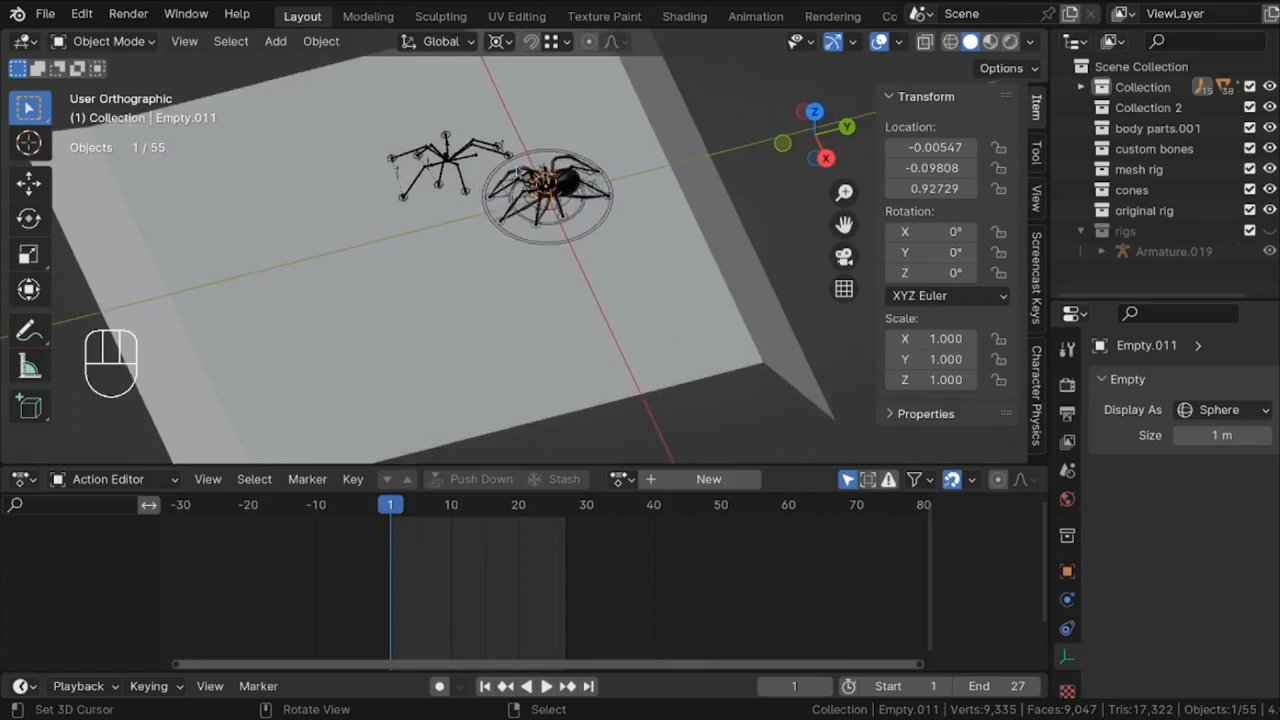 File Edit Render Window Help Layout Modeling Sculpting UV Editing Texture Paint Shading Animation Rendering Co Scene ViewLayer
Object Mode View Select Add Object Global
Options
User Orthographic
(1) Collection | Empty.011
Objects 1 / 55
Z
Y
X
Transform
Location:
-0.00547
-0.09808
0.92729
Rotation:
X 0°
Y 0°
Z 0°
XYZ Euler
Scale:
X 1.000
Y 1.000
Z 1.000
Properties
Item
Tool
View
Screencast Keys
Character Physics
Scene Collection
Collection 15 38
Collection 2
body parts.001
custom bones
mesh rig
cones
original rig
rigs
Armature.019
Empty.011
Empty
Display As Sphere
Size 1 m
Action Editor View Select Marker Key Push Down Stash New
-30 -20 -10 1 10 20 30 40 50 60 70 80
Playback Keying View Marker 1 Start 1 End 27
Set 3D Cursor Rotate View Select Collection | Empty.011 | Verts:9,335 | Faces:9,047 | Tris:17,322 | Objects:1/55 | 4.